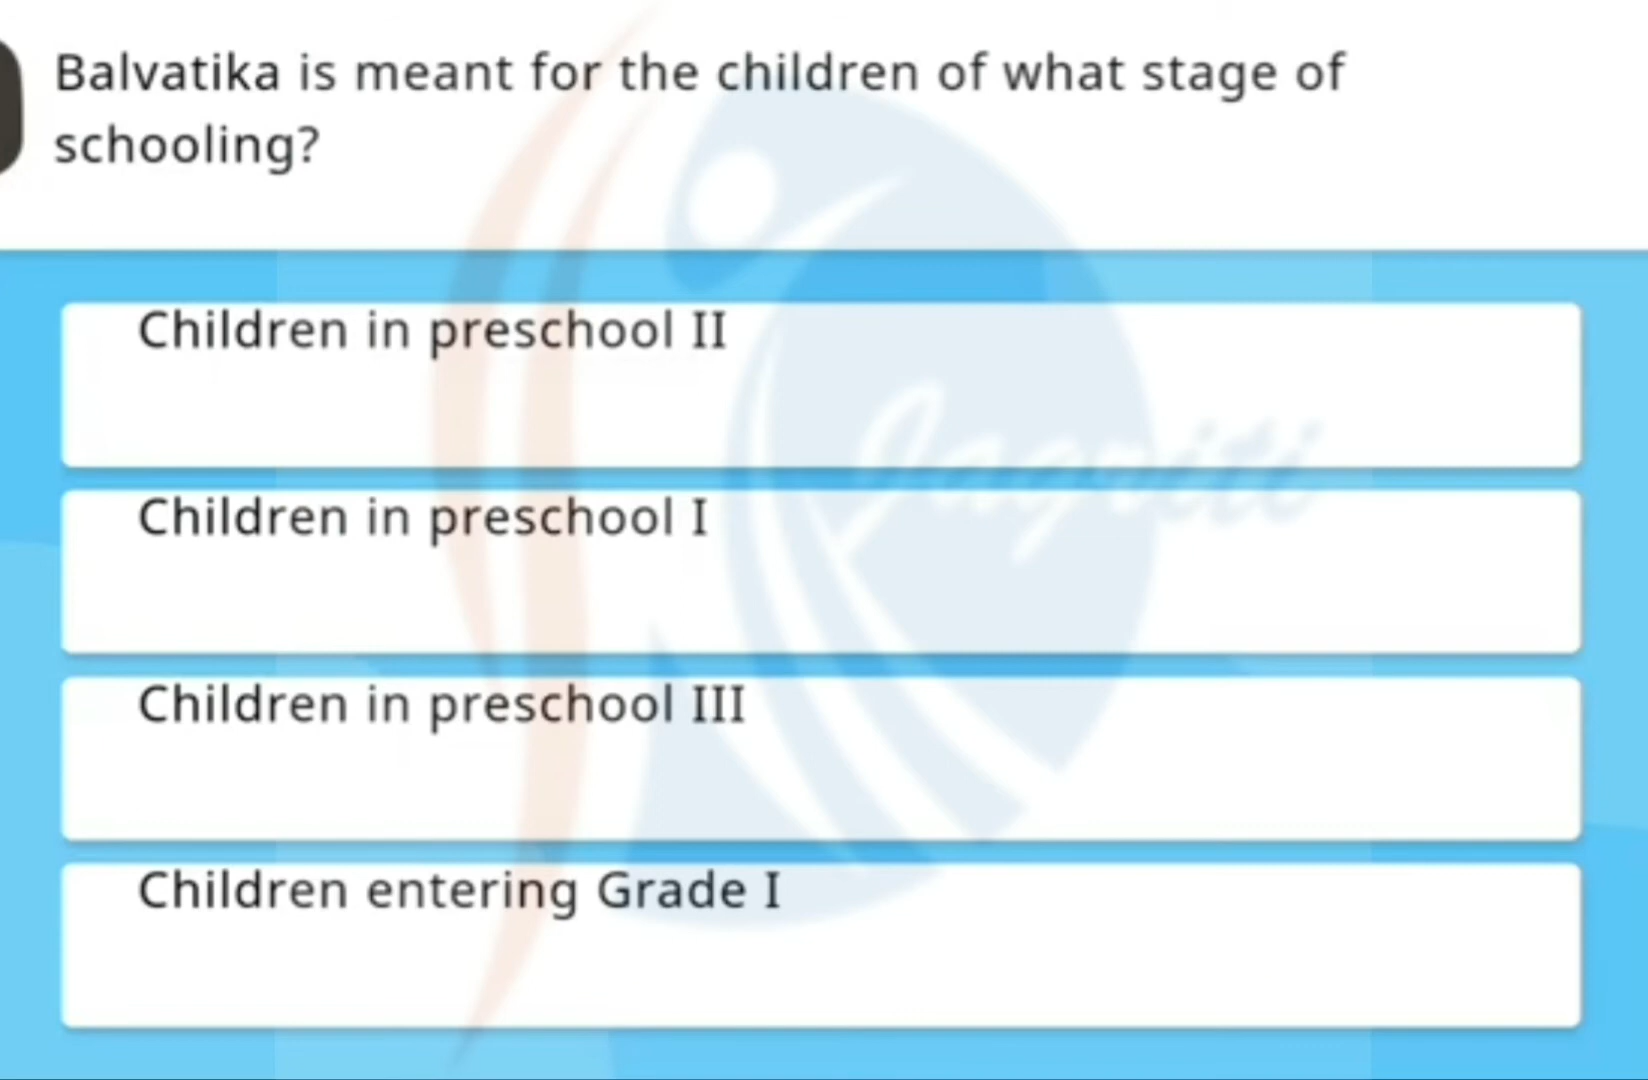 Balvatika is meant for the children of what stage of
schooling?
Children in preschool II
Jagriti
Children in preschool I
Children in preschool III
Children entering Grade I